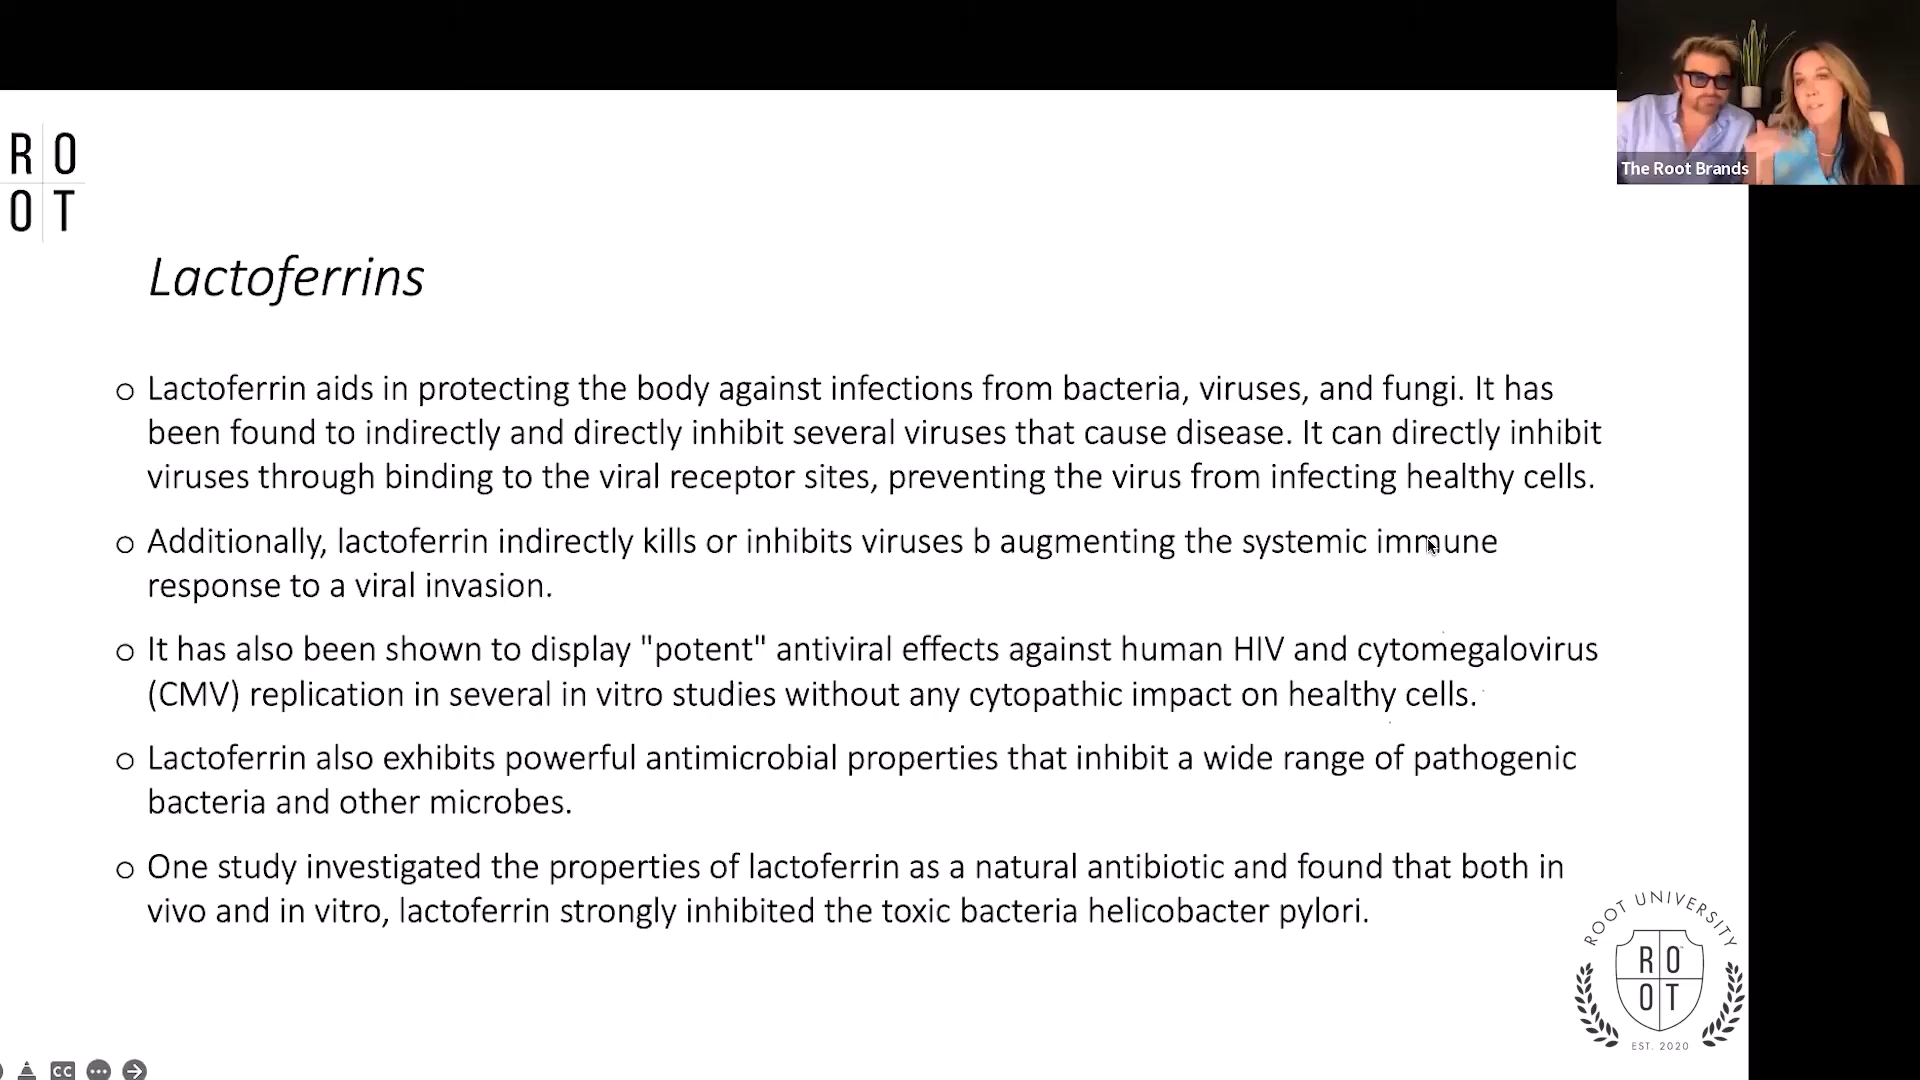 The Root Brands
R O
O T
Lactoferrins
o Lactoferrin aids in protecting the body against infections from bacteria, viruses, and fungi. It has
been found to indirectly and directly inhibit several viruses that cause disease. It can directly inhibit
viruses through binding to the viral receptor sites, preventing the virus from infecting healthy cells.
o Additionally, lactoferrin indirectly kills or inhibits viruses b augmenting the systemic immune
response to a viral invasion.
o It has also been shown to display "potent" antiviral effects against human HIV and cytomegalovirus
(CMV) replication in several in vitro studies without any cytopathic impact on healthy cells.
o Lactoferrin also exhibits powerful antimicrobial properties that inhibit a wide range of pathogenic
bacteria and other microbes.
o One study investigated the properties of lactoferrin as a natural antibiotic and found that both in
vivo and in vitro, lactoferrin strongly inhibited the toxic bacteria helicobacter pylori.
ROOT UNIVERSITY
R O
O T
EST. 2020
CC